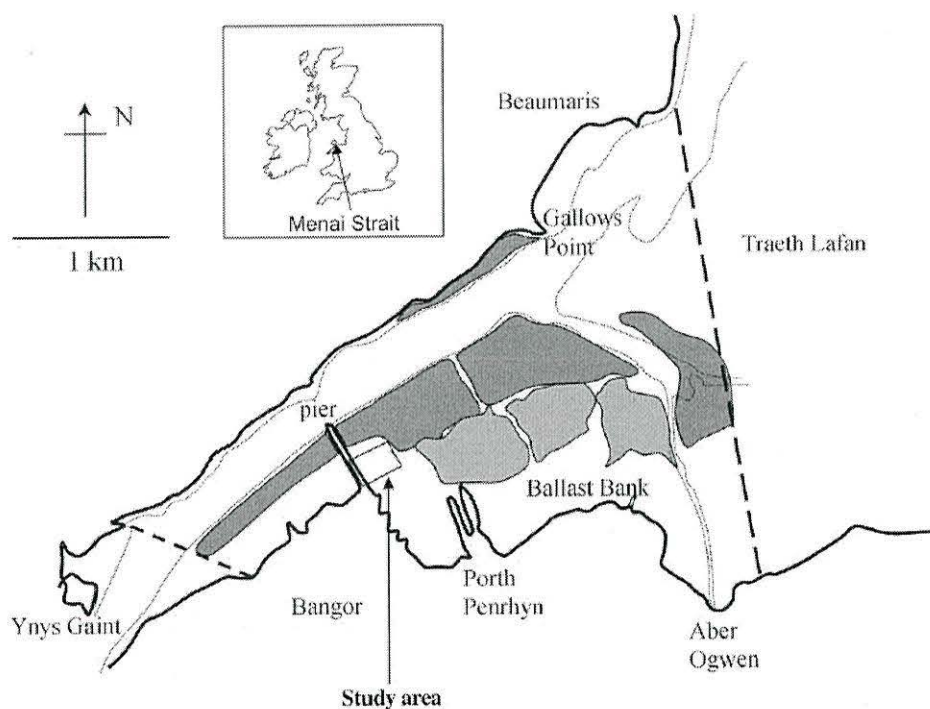 Beaumaris
N
Menai Strait
Gallows
Point
1 km
Traeth Lafan
pier
Ballast Bank
Porth
Penrhyn
Bangor
Ynys Gaint
Aber
Ogwen
Study area